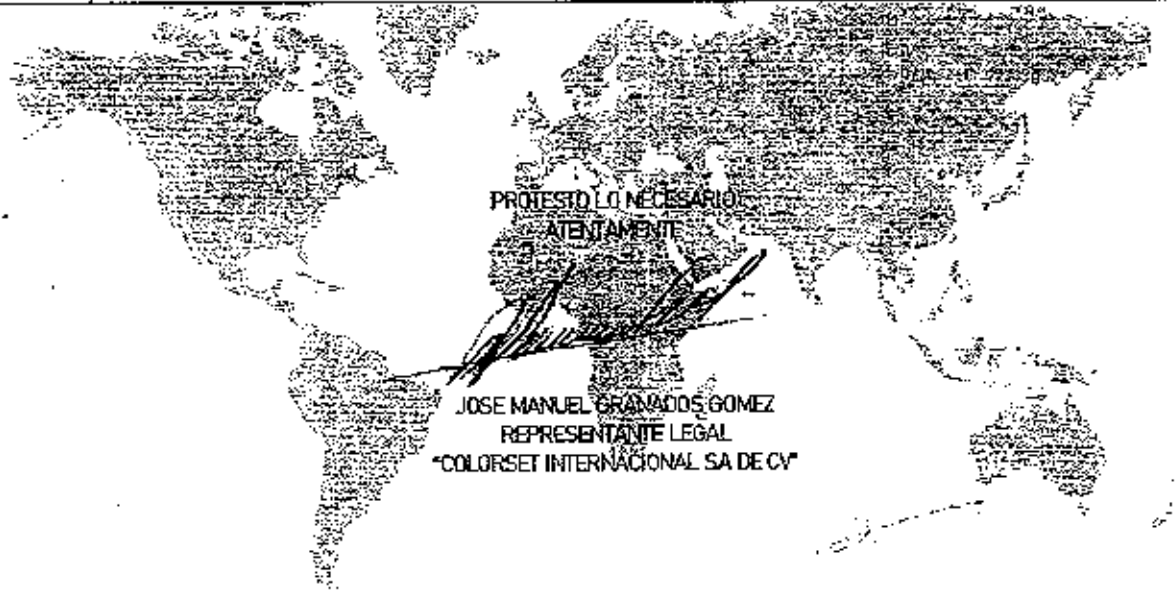 PROTESTO LO NECESARIO
ATENTAMENTE
JOSE MANUEL GRANADOS GOMEZ
REPRESENTANTE LEGAL
"COLORSET INTERNACIONAL SA DE CV"